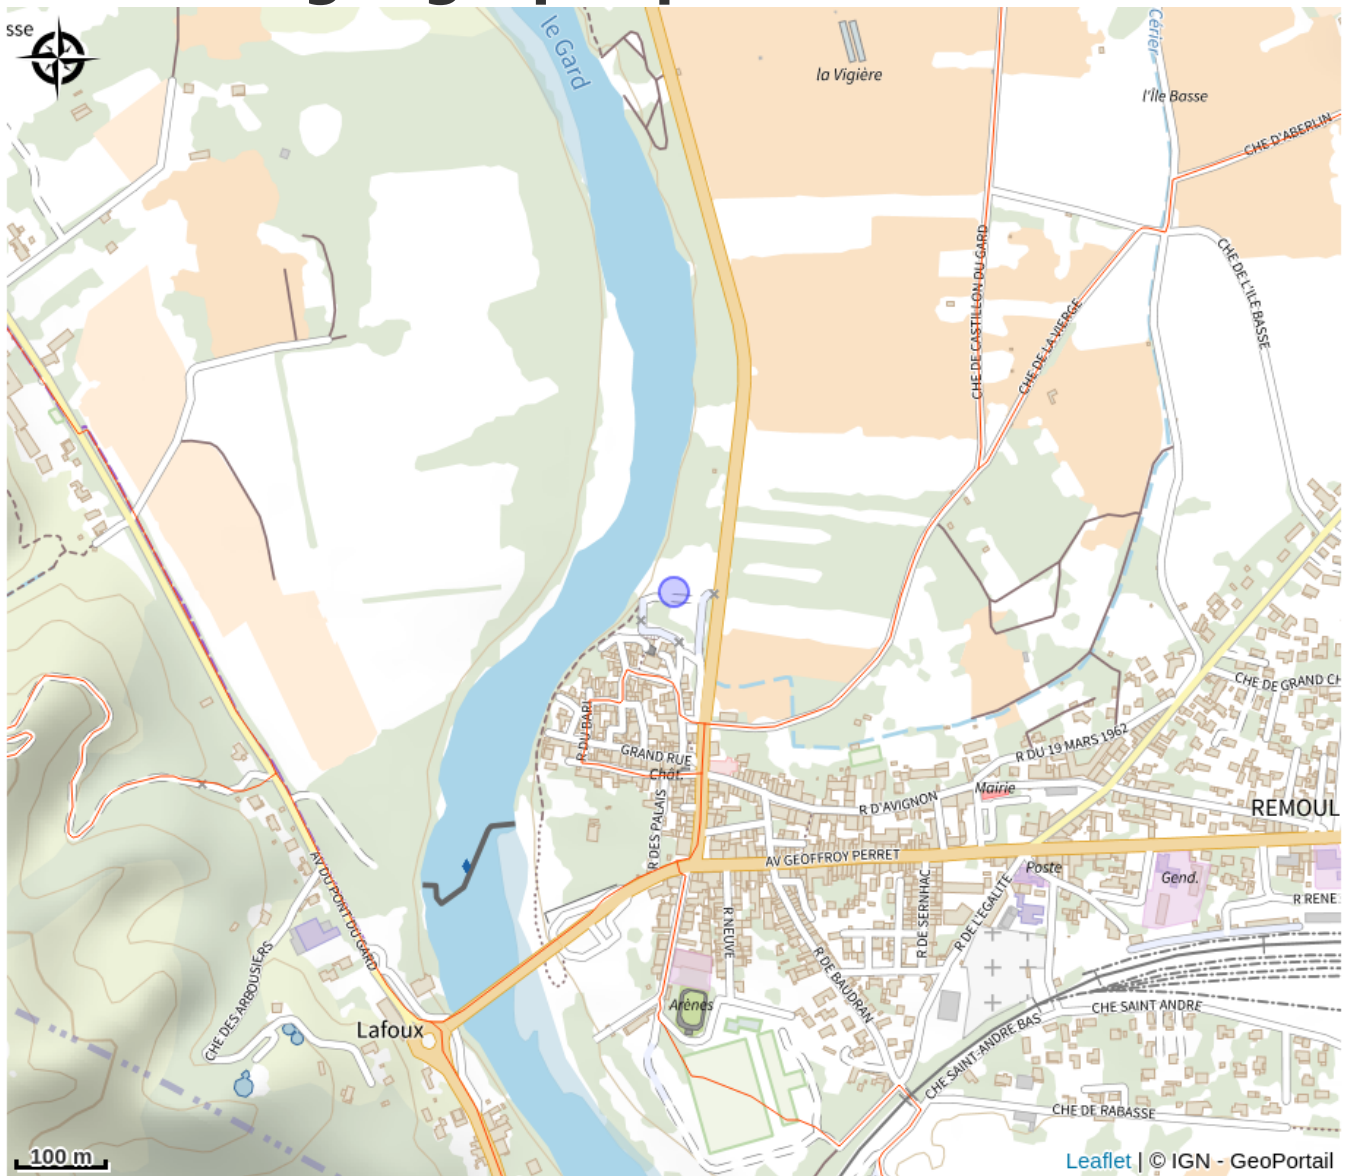 sse
le Gard
la Vigière
Cérier
l'Île Basse
CHE D'ABERLIN
CHE DE CASTILLON DU GARD
CHE DE LA VIERGE
CHE DE L'ILE BASSE
CHE DE GRAND CH
R DU BARI
GRAND RUE
Chât.
R DU 19 MARS 1962
Mairie
R D'AVIGNON
REMOUL
R DES PALAIS
AV GEOFFROY PERRET
Poste
Gend.
AV DU PONT DU GARD
R NEUVE
R DE SERNHAC
R DE L'EGALITE
R RENE
R DE BAUDRAN
CHE DES ARBOUSIERS
Arènes
Lafoux
CHE SAINT ANDRE
CHE SAINT-ANDRE BAS
CHE DE RABASSE
100 m
Leaflet | © IGN - GeoPortail